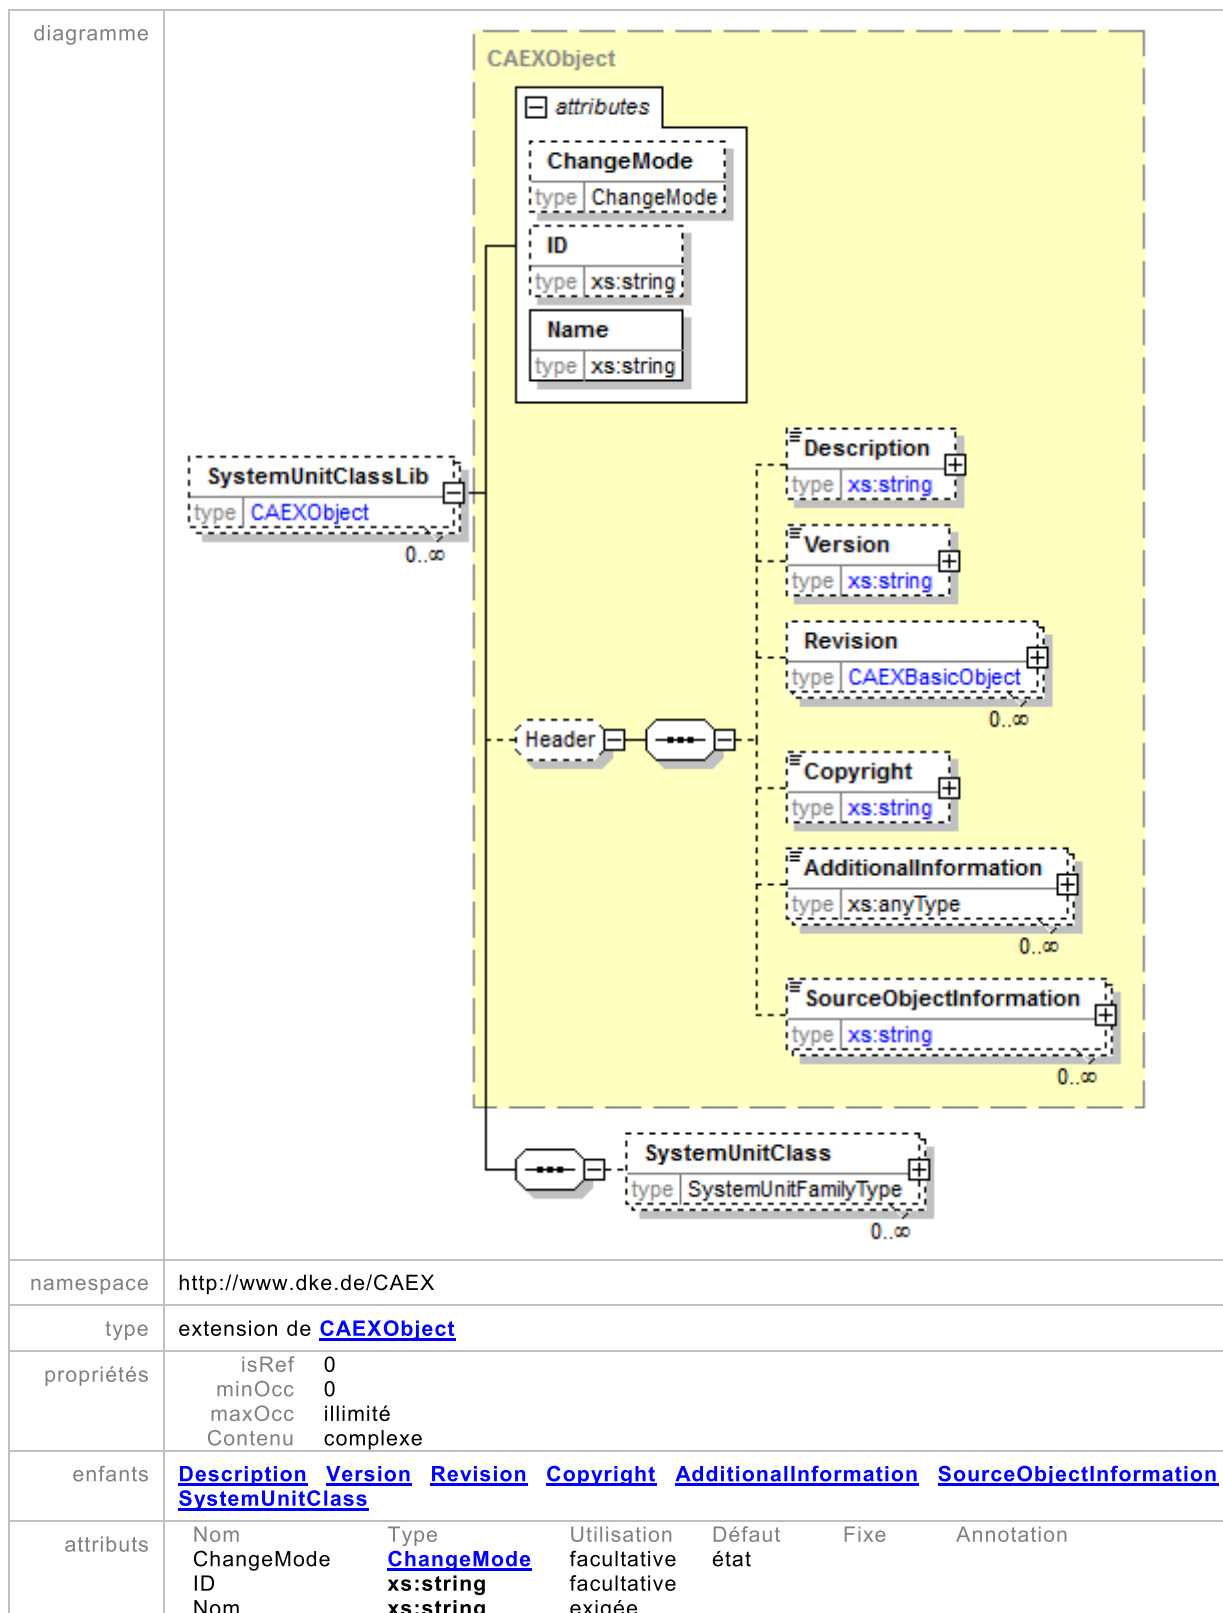 diagramme
CAEXObject
attributes
ChangeMode
type ChangeMode
ID
type xs:string
Name
type xs:string
SystemUnitClassLib
type CAEXObject
0..∞
Description
type xs:string
Version
type xs:string
Revision
type CAEXBasicObject
0..∞
Header
Copyright
type xs:string
AdditionalInformation
type xs:anyType
0..∞
SourceObjectInformation
type xs:string
0..∞
SystemUnitClass
type SystemUnitFamilyType
0..∞
namespace http://www.dke.de/CAEX
type extension de CAEXObject
propriétés isRef 0
minOcc 0
maxOcc illimité
Contenu complexe
enfants Description Version Revision Copyright AdditionalInformation SourceObjectInformation
SystemUnitClass
attributs Nom Type Utilisation Défaut Fixe Annotation
ChangeMode ChangeMode facultative état
ID xs:string facultative
Nom xs:string exigée